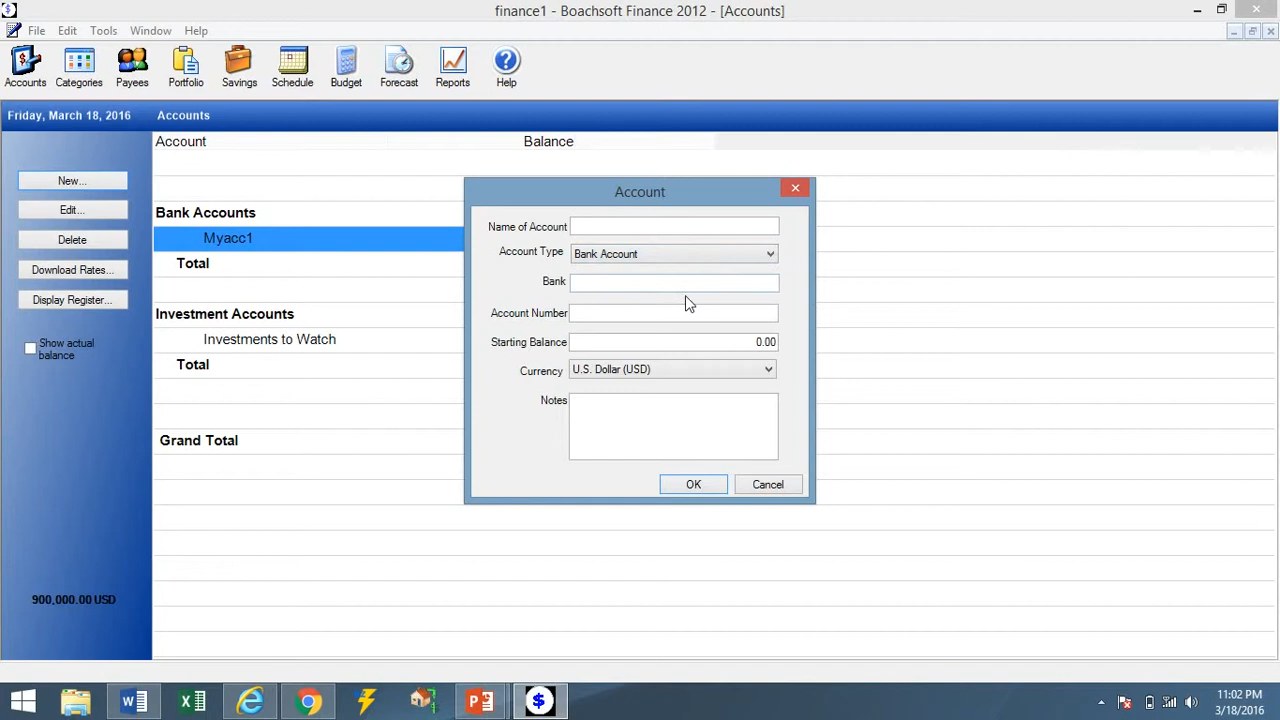 finance1 - Boachsoft Finance 2012 - [Accounts]
File Edit Tools Window Help
Accounts Categories Payees Portfolio Savings Schedule Budget Forecast Reports Help
Friday, March 18, 2016 Accounts
Account Balance
New...
Edit...
Delete
Download Rates...
Display Register...
Show actual
balance
900,000.00 USD
Bank Accounts
Myacc1
Total
Investment Accounts
Investments to Watch
Total
Grand Total
Account
Name of Account
Account Type Bank Account
Bank
Account Number
Starting Balance 0.00
Currency U.S. Dollar (USD)
Notes
OK Cancel
11:02 PM
3/18/2016